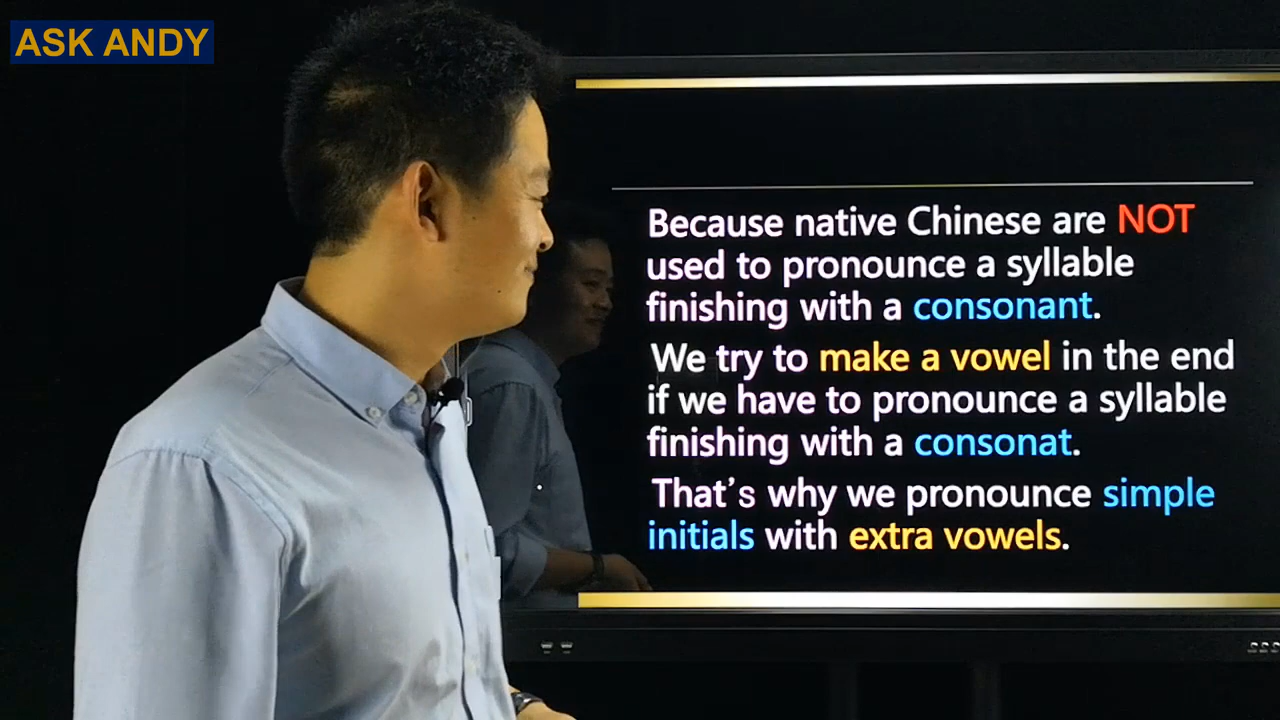 ASK ANDY
Because native Chinese are NOT
used to pronounce a syllable
finishing with a consonant.
We try to make a vowel in the end
if we have to pronounce a syllable
finishing with a consonat.
That's why we pronounce simple
initials with extra vowels.